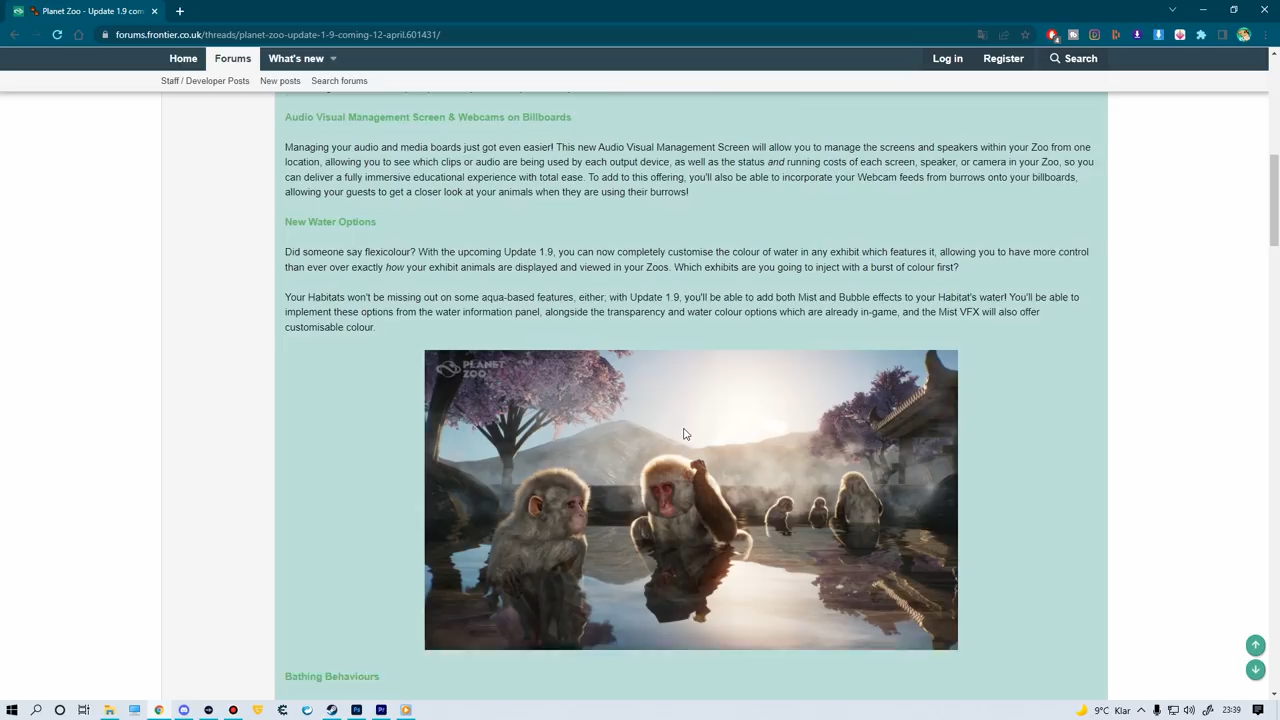 Planet Zoo - Update 1.9 com
forums.frontier.co.uk/threads/planet-zoo-update-1-9-coming-12-april.601431/
Home Forums What's new Log in Register Search
Staff / Developer Posts New posts Search forums
Audio Visual Management Screen & Webcams on Billboards
Managing your audio and media boards just got even easier! This new Audio Visual Management Screen will allow you to manage the screens and speakers within your Zoo from one
location, allowing you to see which clips or audio are being used by each output device, as well as the status and running costs of each screen, speaker, or camera in your Zoo, so you
can deliver a fully immersive educational experience with total ease. To add to this offering, you'll also be able to incorporate your Webcam feeds from burrows onto your billboards,
allowing your guests to get a closer look at your animals when they are using their burrows!
New Water Options
Did someone say flexicolour? With the upcoming Update 1.9, you can now completely customise the colour of water in any exhibit which features it, allowing you to have more control
than ever over exactly how your exhibit animals are displayed and viewed in your Zoos. Which exhibits are you going to inject with a burst of colour first?
Your Habitats won't be missing out on some aqua-based features, either; with Update 1.9, you'll be able to add both Mist and Bubble effects to your Habitat's water! You'll be able to
implement these options from the water information panel, alongside the transparency and water colour options which are already in-game, and the Mist VFX will also offer
customisable colour.
PLANET
ZOO
Bathing Behaviours
9°C Klar 23:39